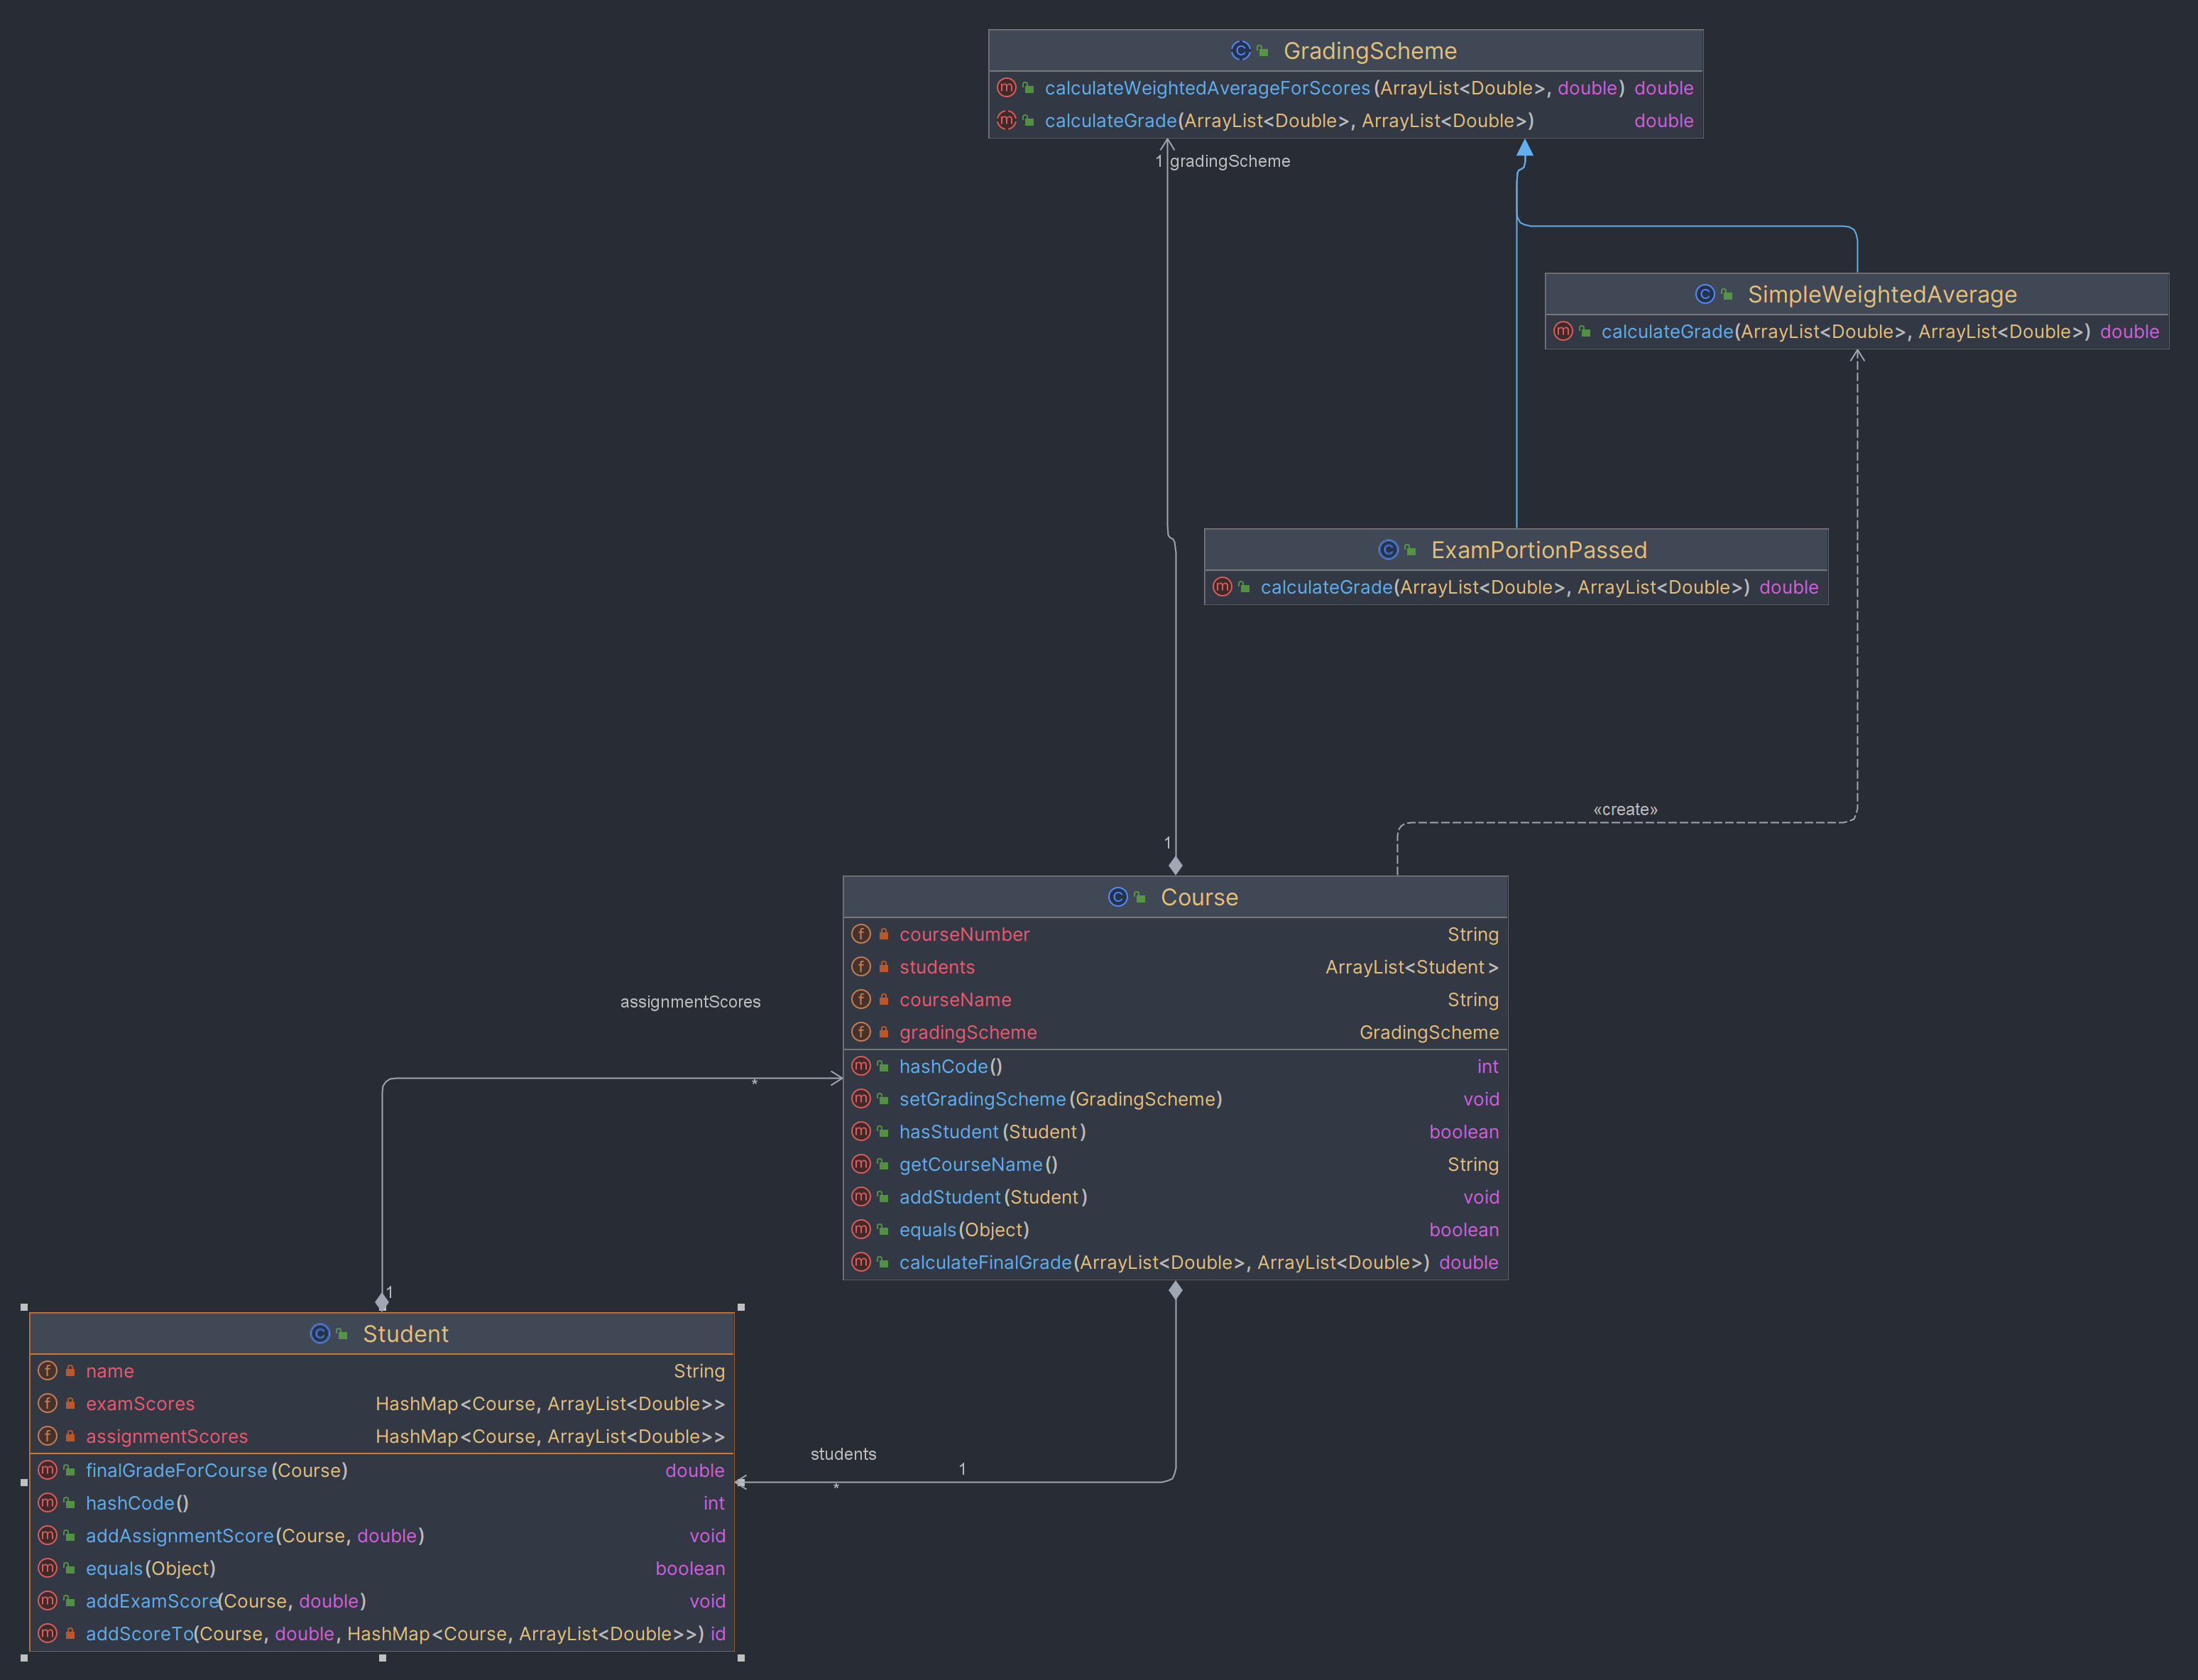 GradingScheme
calculateWeightedAverageForScores(ArrayList<Double>, double) double
calculateGrade(ArrayList<Double>, ArrayList<Double>) double
1 gradingScheme
SimpleWeightedAverage
calculateGrade(ArrayList<Double>, ArrayList<Double>) double
ExamPortionPassed
calculateGrade(ArrayList<Double>, ArrayList<Double>) double
«create»
1
Course
courseNumber String
students ArrayList<Student>
courseName String
gradingScheme GradingScheme
hashCode() int
setGradingScheme(GradingScheme) void
hasStudent(Student) boolean
getCourseName() String
addStudent(Student) void
equals(Object) boolean
calculateFinalGrade(ArrayList<Double>, ArrayList<Double>) double
assignmentScores
*
1
Student
name String
examScores HashMap<Course, ArrayList<Double>>
assignmentScores HashMap<Course, ArrayList<Double>>
finalGradeForCourse(Course) double
hashCode() int
addAssignmentScore(Course, double) void
equals(Object) boolean
addExamScore(Course, double) void
addScoreTo(Course, double, HashMap<Course, ArrayList<Double>>) id
students
1
*